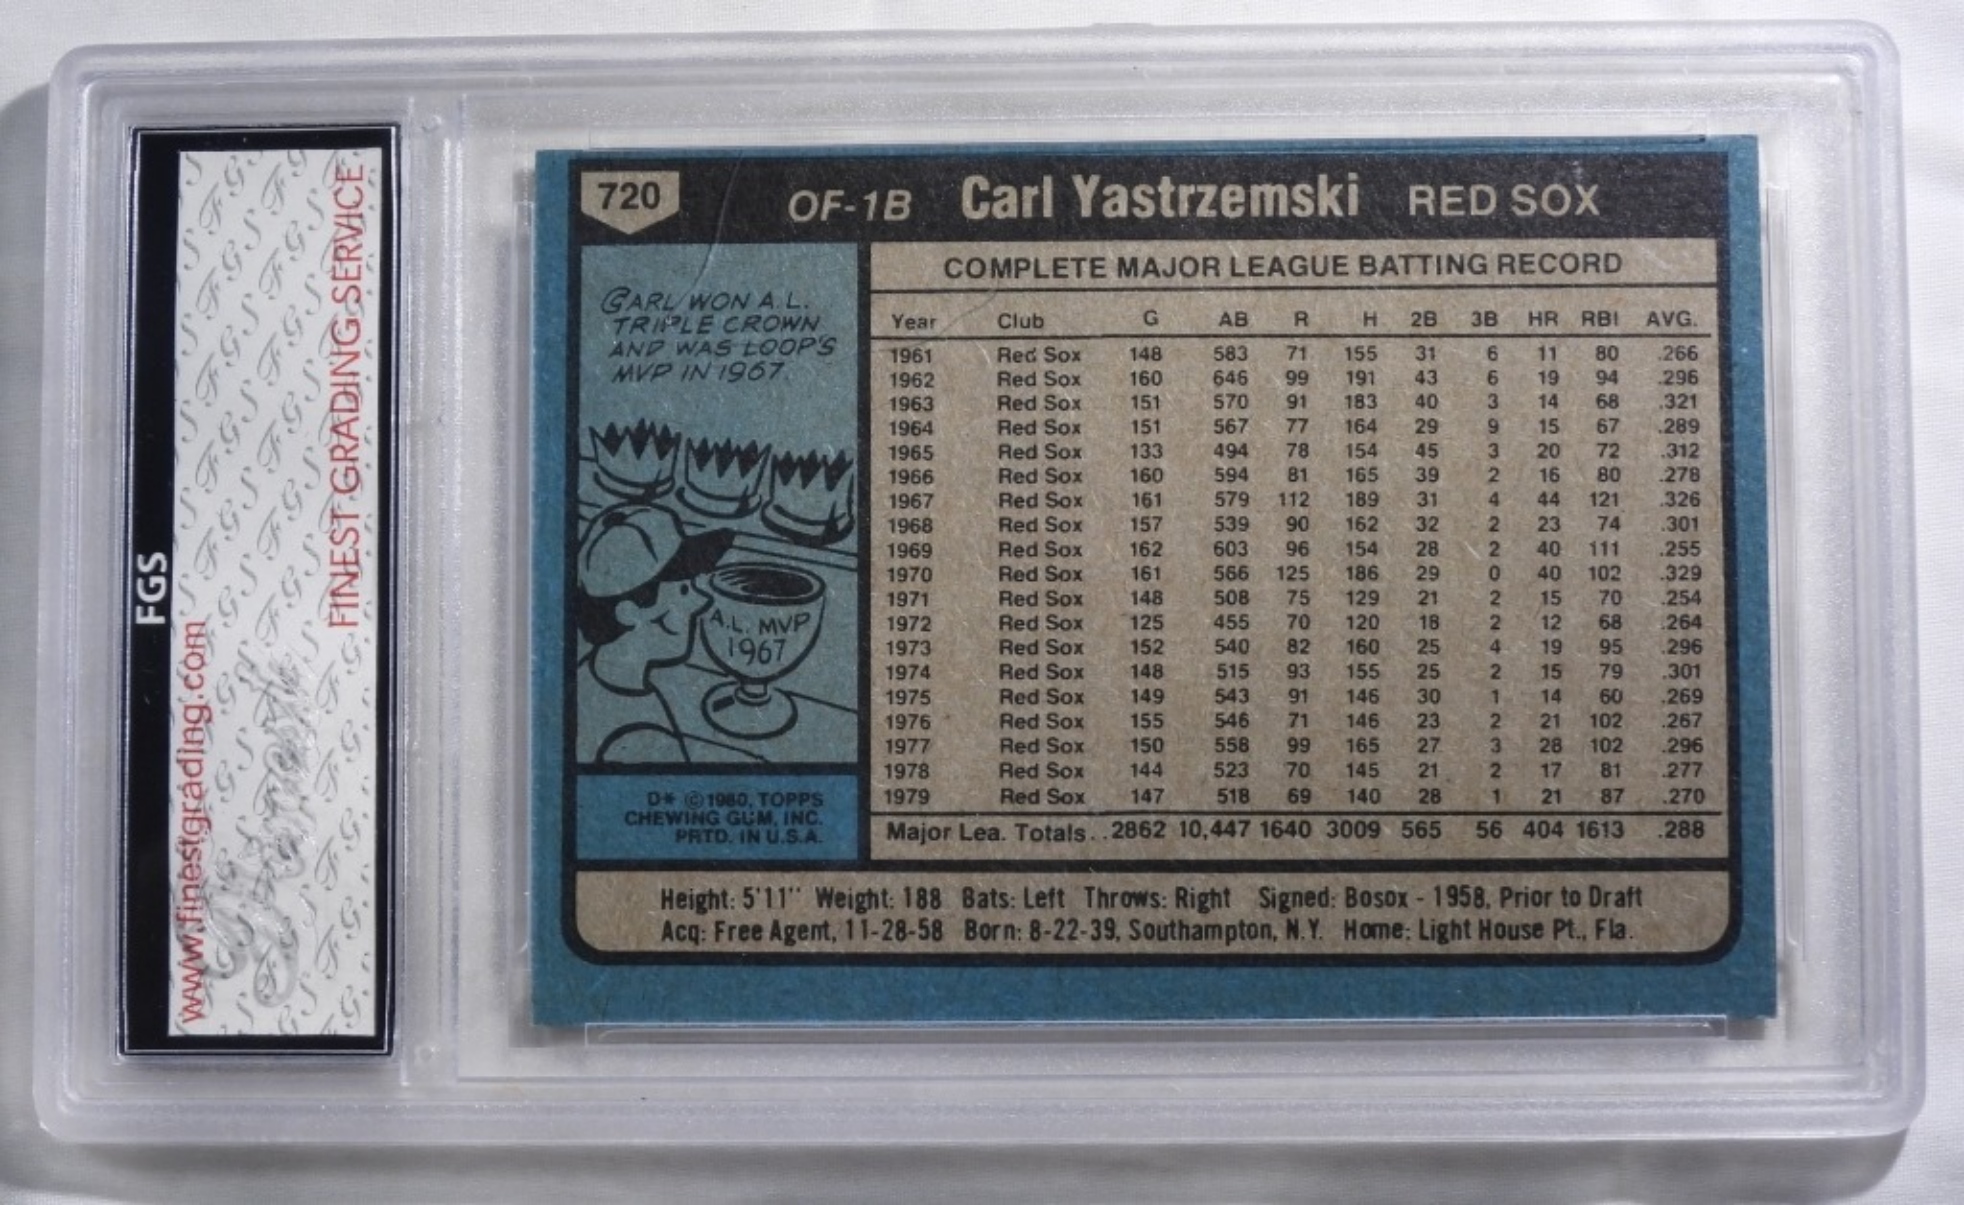 FGS
www.finestgrading.com
FINEST GRADING SERVICE
720 OF-1B Carl Yastrzemski RED SOX
CARL WON A.L.
TRIPLE CROWN
AND WAS LOOP'S
MVP IN 1967.
A.L. MVP
1967
D* © 1980, TOPPS
CHEWING GUM, INC.
PRTD. IN U.S.A.
COMPLETE MAJOR LEAGUE BATTING RECORD
Year Club G AB R H 2B 3B HR RBI AVG.
1961 Red Sox 148 583 71 155 31 6 11 80 .266
1962 Red Sox 160 646 99 191 43 6 19 94 .296
1963 Red Sox 151 570 91 183 40 3 14 68 .321
1964 Red Sox 151 567 77 164 29 9 15 67 .289
1965 Red Sox 133 494 78 154 45 3 20 72 .312
1966 Red Sox 160 594 81 165 39 2 16 80 .278
1967 Red Sox 161 579 112 189 31 4 44 121 .326
1968 Red Sox 157 539 90 162 32 2 23 74 .301
1969 Red Sox 162 603 96 154 28 2 40 111 .255
1970 Red Sox 161 566 125 186 29 0 40 102 .329
1971 Red Sox 148 508 75 129 21 2 15 70 .254
1972 Red Sox 125 455 70 120 18 2 12 68 .264
1973 Red Sox 152 540 82 160 25 4 19 95 .296
1974 Red Sox 148 515 93 155 25 2 15 79 .301
1975 Red Sox 149 543 91 146 30 1 14 60 .269
1976 Red Sox 155 546 71 146 23 2 21 102 .267
1977 Red Sox 150 558 99 165 27 3 28 102 .296
1978 Red Sox 144 523 70 145 21 2 17 81 .277
1979 Red Sox 147 518 69 140 28 1 21 87 .270
Major Lea. Totals . . 2862 10,447 1640 3009 565 56 404 1613 .288
Height: 5'11'' Weight: 188 Bats: Left Throws: Right Signed: Bosox - 1958, Prior to Draft
Acq: Free Agent, 11-28-58 Born: 8-22-39, Southampton, N.Y. Home: Light House Pt., Fla.